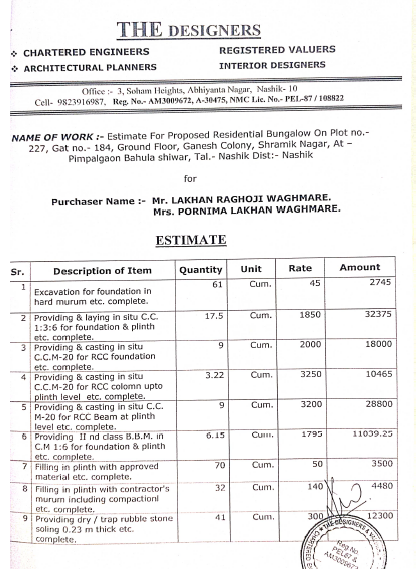 THE DESIGNERS
❖ CHARTERED ENGINEERS REGISTERED VALUERS
❖ ARCHITECTURAL PLANNERS INTERIOR DESIGNERS
Office :- 3, Soham Heights, Abhiyanta Nagar, Nashik- 10
Cell- 9823916987, Reg. No.- AM3009672, A-30475, NMC Lic. No.- PEL-87 / 108822
NAME OF WORK :- Estimate For Proposed Residential Bungalow On Plot no.-
227, Gat no.- 184, Ground Floor, Ganesh Colony, Shramik Nagar, At –
Pimpalgaon Bahula shiwar, Tal.- Nashik Dist:- Nashik
for
Purchaser Name :- Mr. LAKHAN RAGHOJI WAGHMARE.
Mrs. PORNIMA LAKHAN WAGHMARE.
ESTIMATE
Sr. Description of Item Quantity Unit Rate Amount
1 Excavation for foundation in 61 Cum. 45 2745
hard murum etc. complete.
2 Providing & laying in situ C.C. 17.5 Cum. 1850 32375
1:3:6 for foundation & plinth
etc. complete.
3 Providing & casting in situ 9 Cum. 2000 18000
C.C.M-20 for RCC foundation
etc. complete.
4 Providing & casting in situ 3.22 Cum. 3250 10465
C.C.M-20 for RCC colomn upto
plinth level etc. complete.
5 Providing & casting in situ C.C. 9 Cum. 3200 28800
M-20 for RCC Beam at plinth
level etc. complete.
6 Providing II nd class B.B.M. in 6.15 Cum. 1795 11039.25
C.M 1:6 for foundation & plinth
etc. complete.
7 Filling in plinth with approved 70 Cum. 50 3500
material etc. complete.
8 Filling in plinth with contractor's 32 Cum. 140 4480
murum including compactionl
etc. complete.
9 Providing dry / trap rubble stone 41 Cum. 300 12300
soling 0.23 m thick etc.
complete.
THE DESIGNERS &
Reg.No
PEL87 &
AM3009672